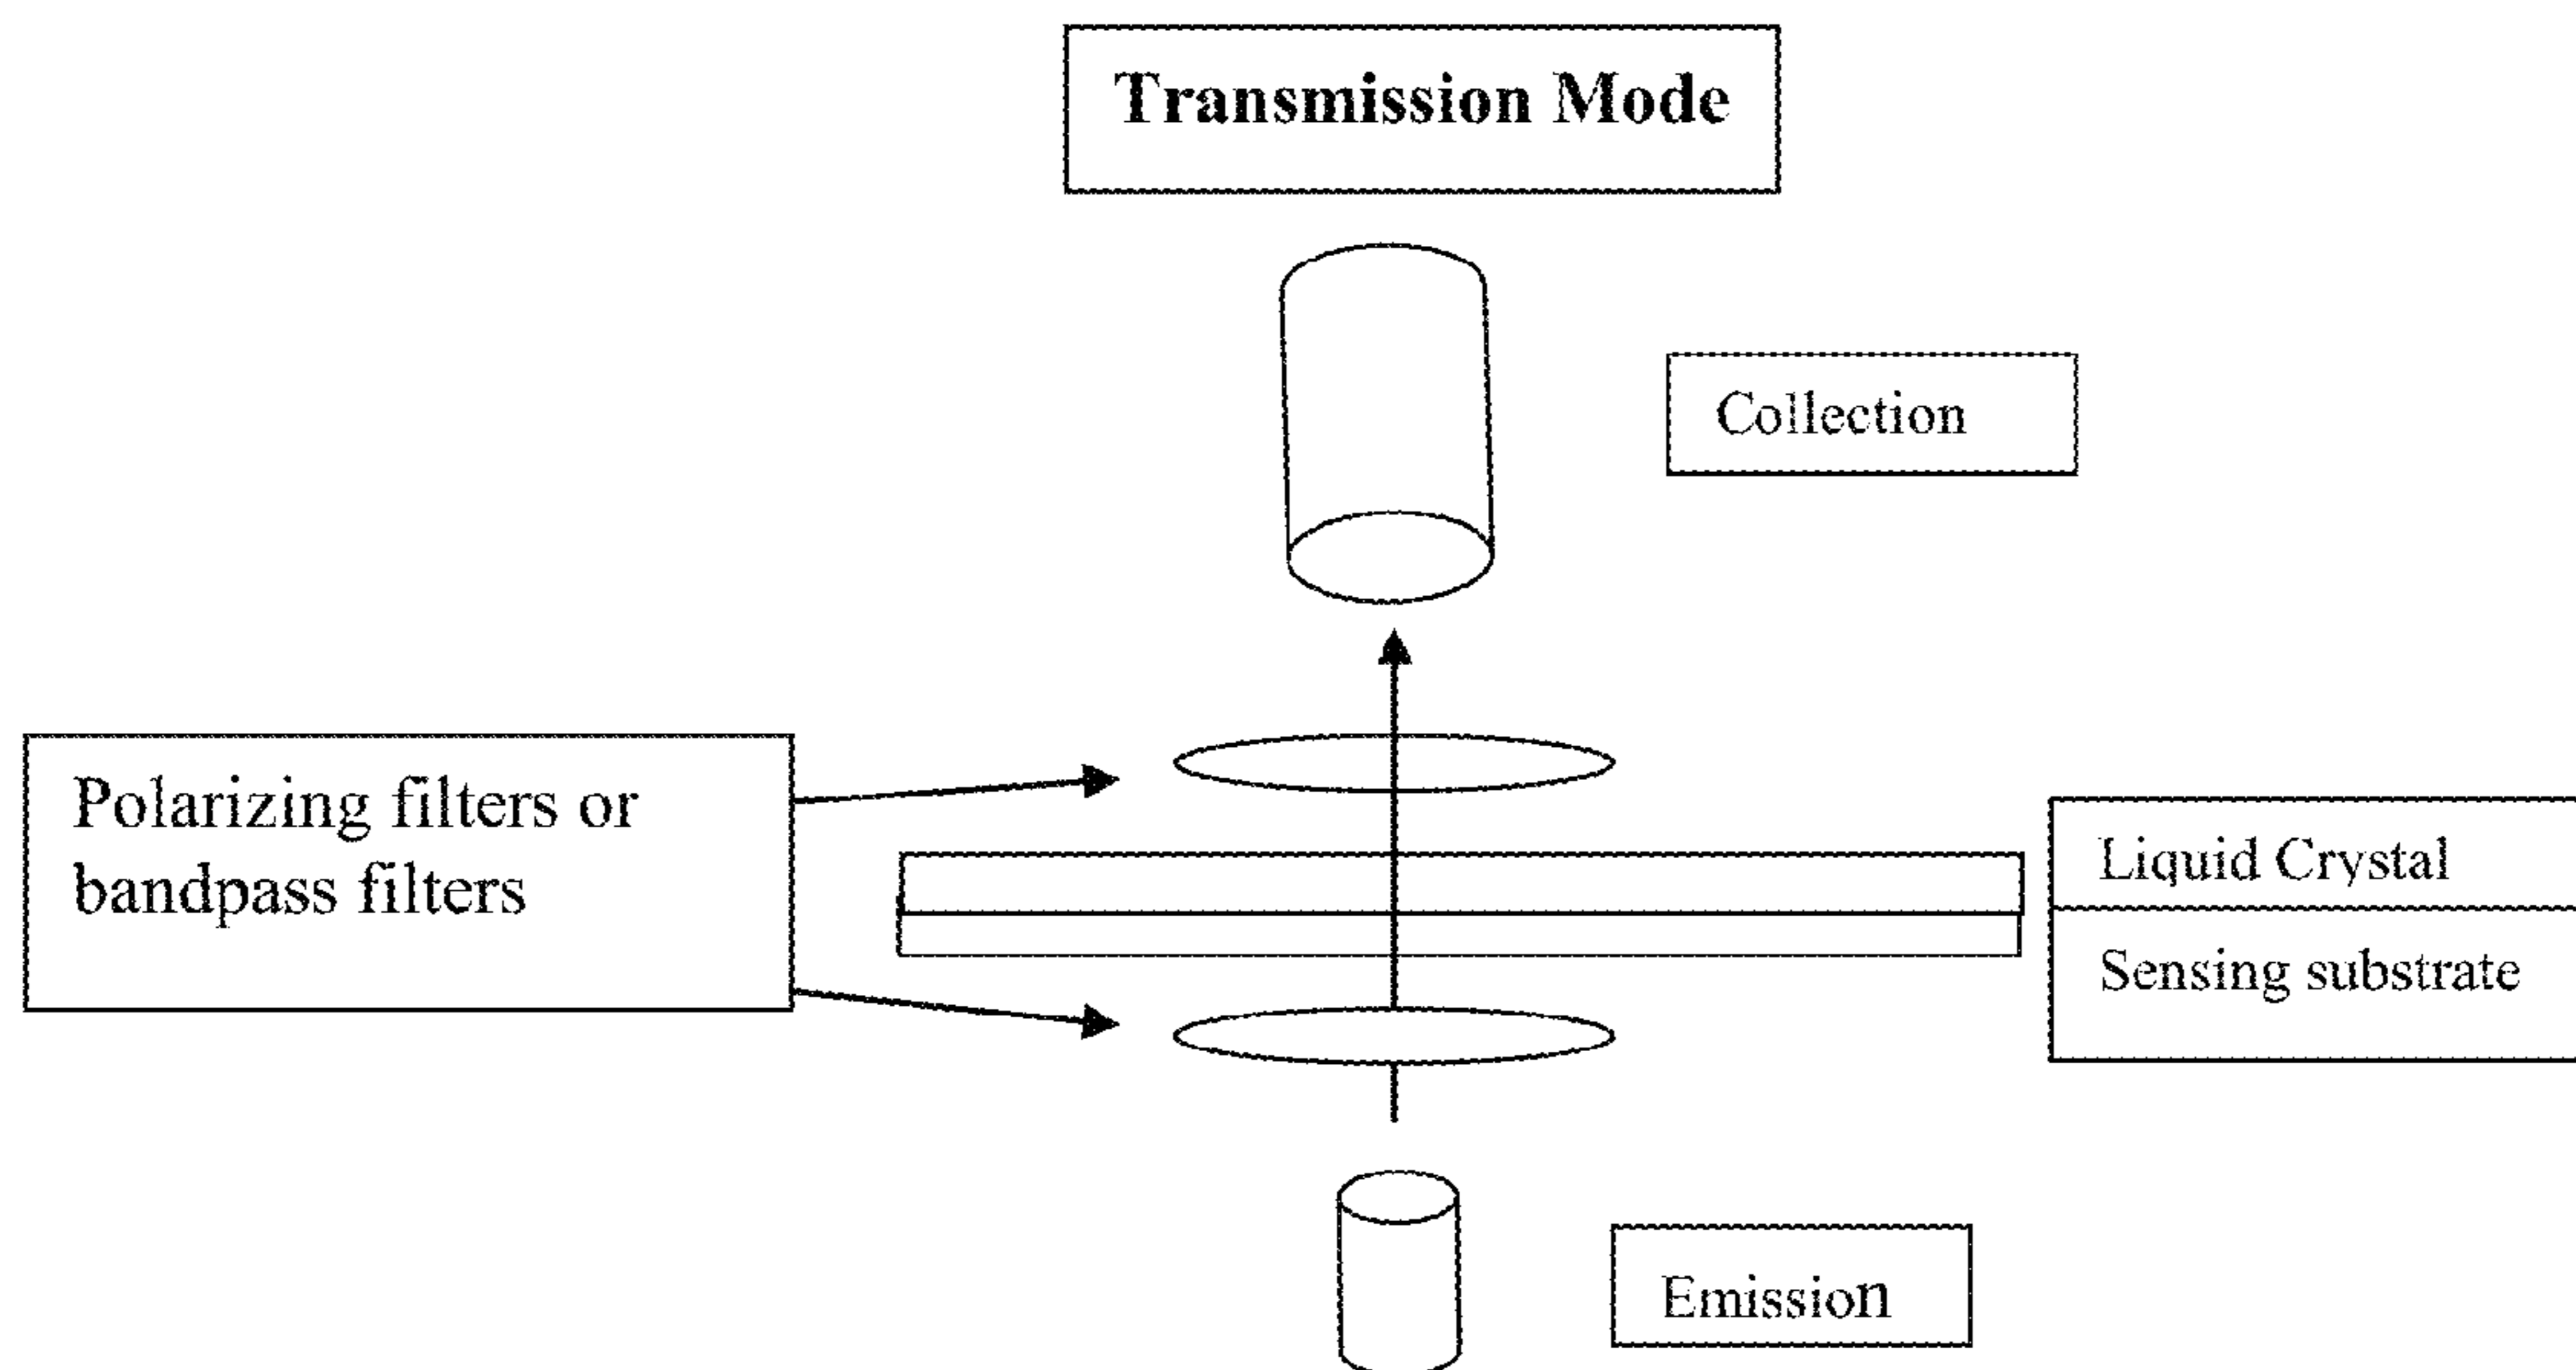 Transmission Mode
Collection
Polarizing filters or
bandpass filters
Liquid Crystal
Sensing substrate
Emission